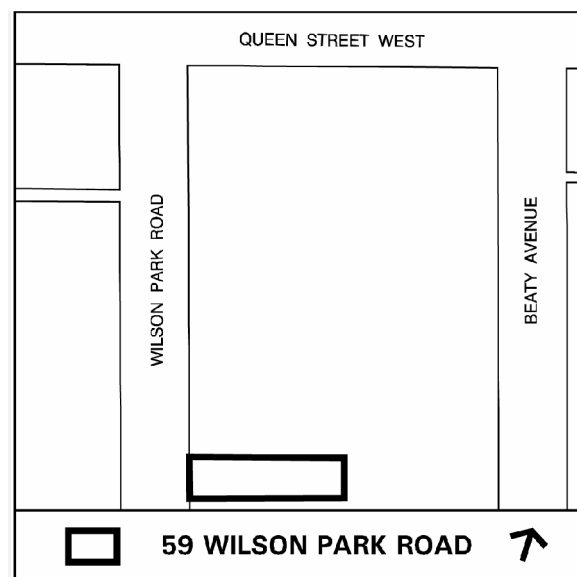 QUEEN STREET WEST
WILSON PARK ROAD
BEATY AVENUE
59 WILSON PARK ROAD